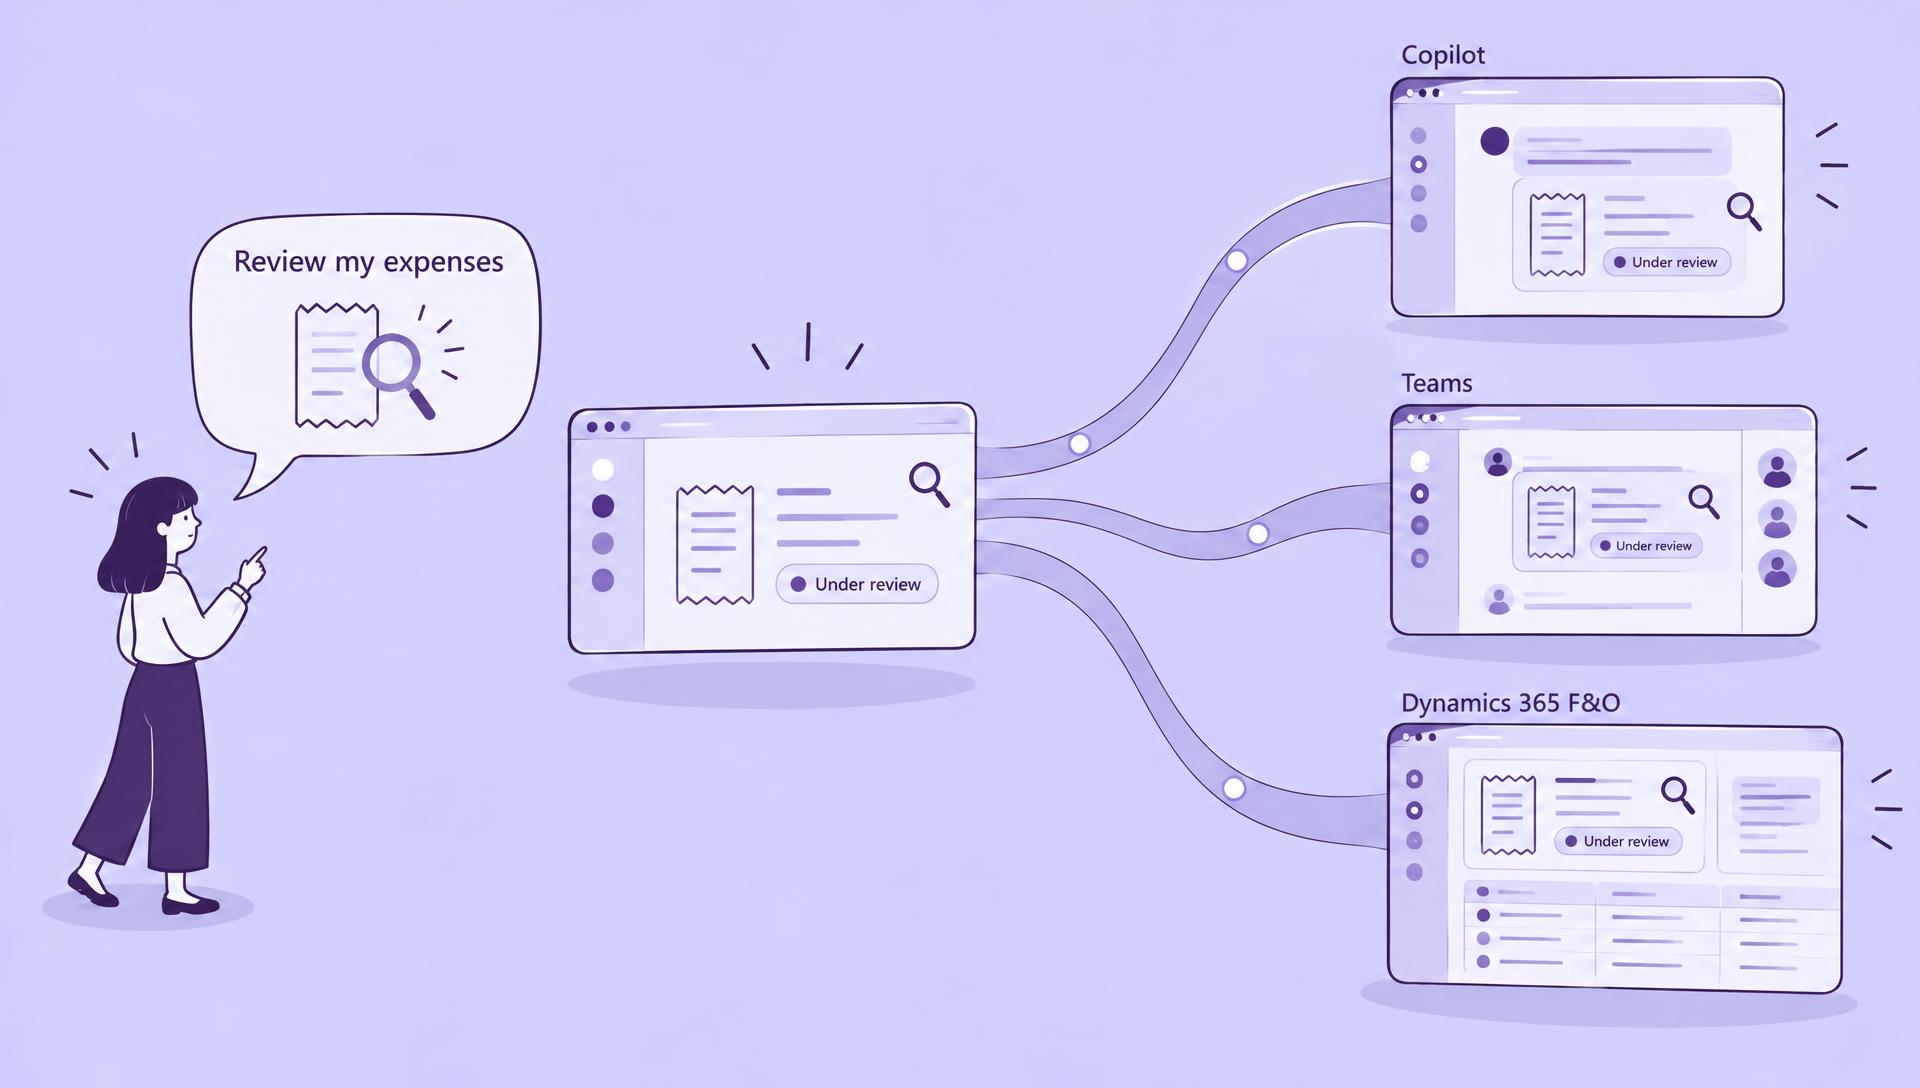 Review my expenses
Under review
Copilot
Under review
Teams
Under review
Dynamics 365 F&O
Under review